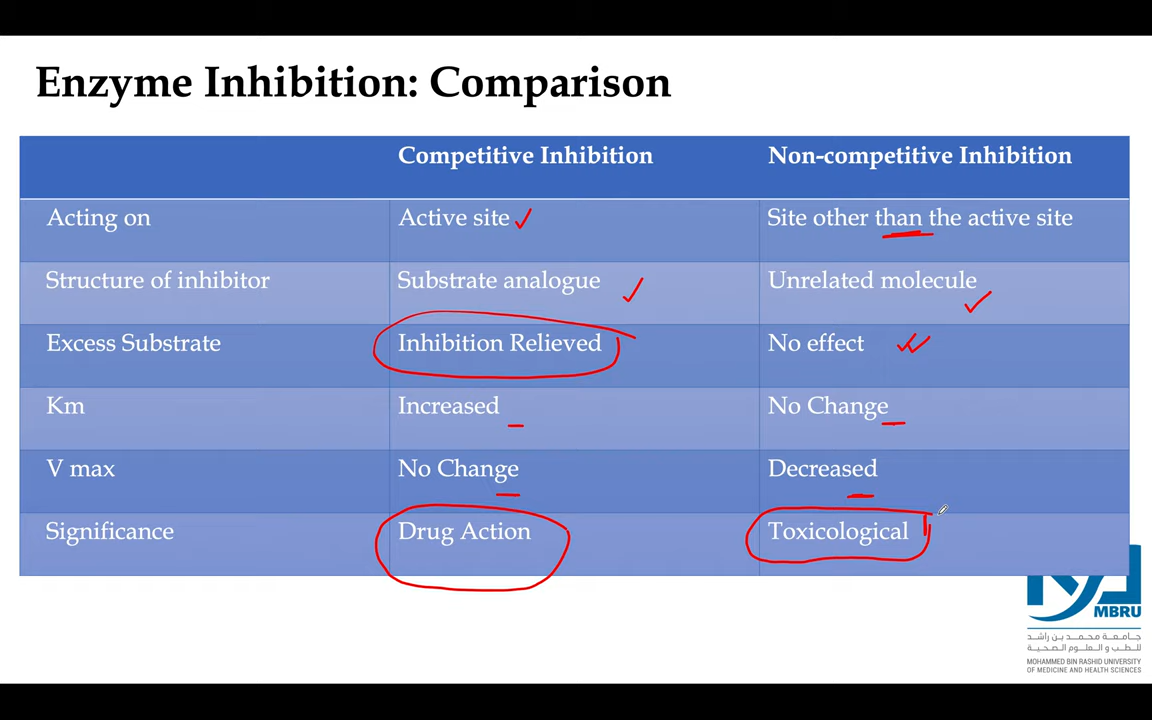 Enzyme Inhibition: Comparison
Competitive Inhibition Non-competitive Inhibition
Acting on Active site Site other than the active site
Structure of inhibitor Substrate analogue Unrelated molecule
Excess Substrate Inhibition Relieved No effect
Km Increased No Change
V max No Change Decreased
Significance Drug Action Toxicological
MBRU
جامعة محمد بن راشد
للطب و العلوم الصحية
MOHAMMED BIN RASHID UNIVERSITY
OF MEDICINE AND HEALTH SCIENCES